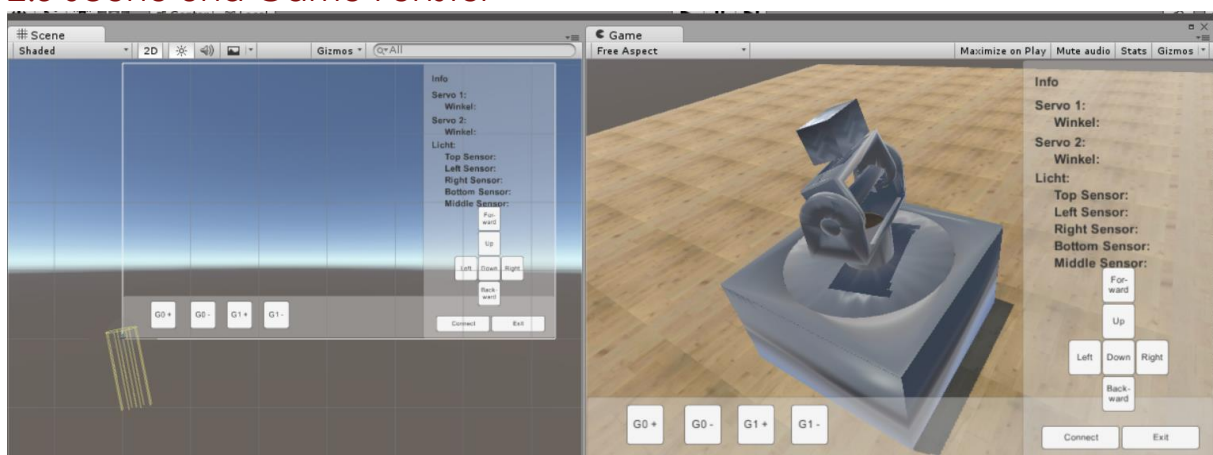 # Scene
Shaded 2D Gizmos All
Info
Servo 1:
Winkel:
Servo 2:
Winkel:
Licht:
Top Sensor:
Left Sensor:
Right Sensor:
Bottom Sensor:
Middle Sensor:
For-
ward
Up
Left Down Right
Back-
ward
G0 + G0 - G1 + G1 -
Connect Exit
Game
Free Aspect Maximize on Play Mute audio Stats Gizmos
Info
Servo 1:
Winkel:
Servo 2:
Winkel:
Licht:
Top Sensor:
Left Sensor:
Right Sensor:
Bottom Sensor:
Middle Sensor:
For-
ward
Up
Left Down Right
Back-
ward
G0 + G0 - G1 + G1 -
Connect Exit